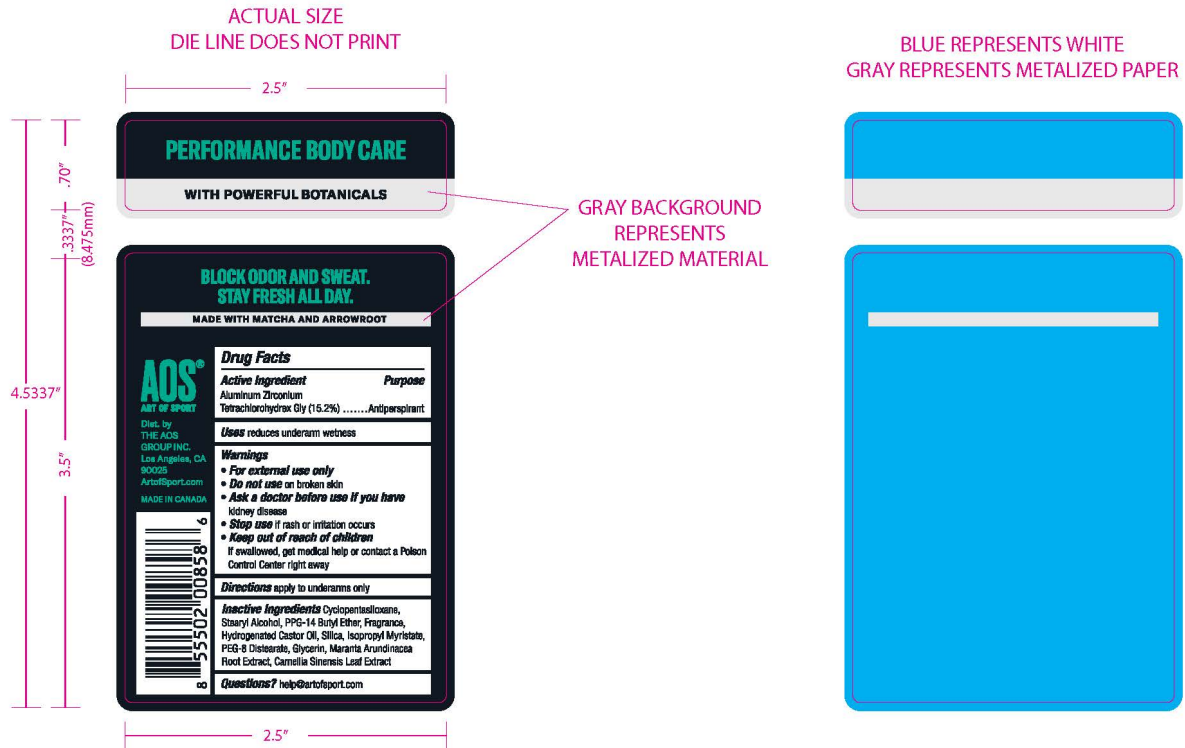 ACTUAL SIZE
DIE LINE DOES NOT PRINT
2.5"
.70"
.3337"
(8.475mm)
3.5"
4.5337"
PERFORMANCE BODY CARE
WITH POWERFUL BOTANICALS
BLOCK ODOR AND SWEAT.
STAY FRESH ALL DAY.
MADE WITH MATCHA AND ARROWROOT
AOS®
ART OF SPORT
Dist. by
THE AOS
GROUP INC.
Los Angeles, CA
90025
ArtofSport.com
MADE IN CANADA
8 55502 00858 6
Drug Facts
Active Ingredient Purpose
Aluminum Zirconium
Tetrachlorohydrex Gly (15.2%) .......Antiperspirant
Uses reduces underarm wetness
Warnings
• For external use only
• Do not use on broken skin
• Ask a doctor before use if you have
kidney disease
• Stop use if rash or irritation occurs
• Keep out of reach of children
If swallowed, get medical help or contact a Poison
Control Center right away
Directions apply to underarms only
Inactive Ingredients Cyclopentasiloxane,
Stearyl Alcohol, PPG-14 Butyl Ether, Fragrance,
Hydrogenated Castor Oil, Silica, Isopropyl Myristate,
PEG-8 Distearate, Glycerin, Maranta Arundinacea
Root Extract, Camellia Sinensis Leaf Extract
Questions? help@artofsport.com
2.5"
GRAY BACKGROUND
REPRESENTS
METALIZED MATERIAL
BLUE REPRESENTS WHITE
GRAY REPRESENTS METALIZED PAPER